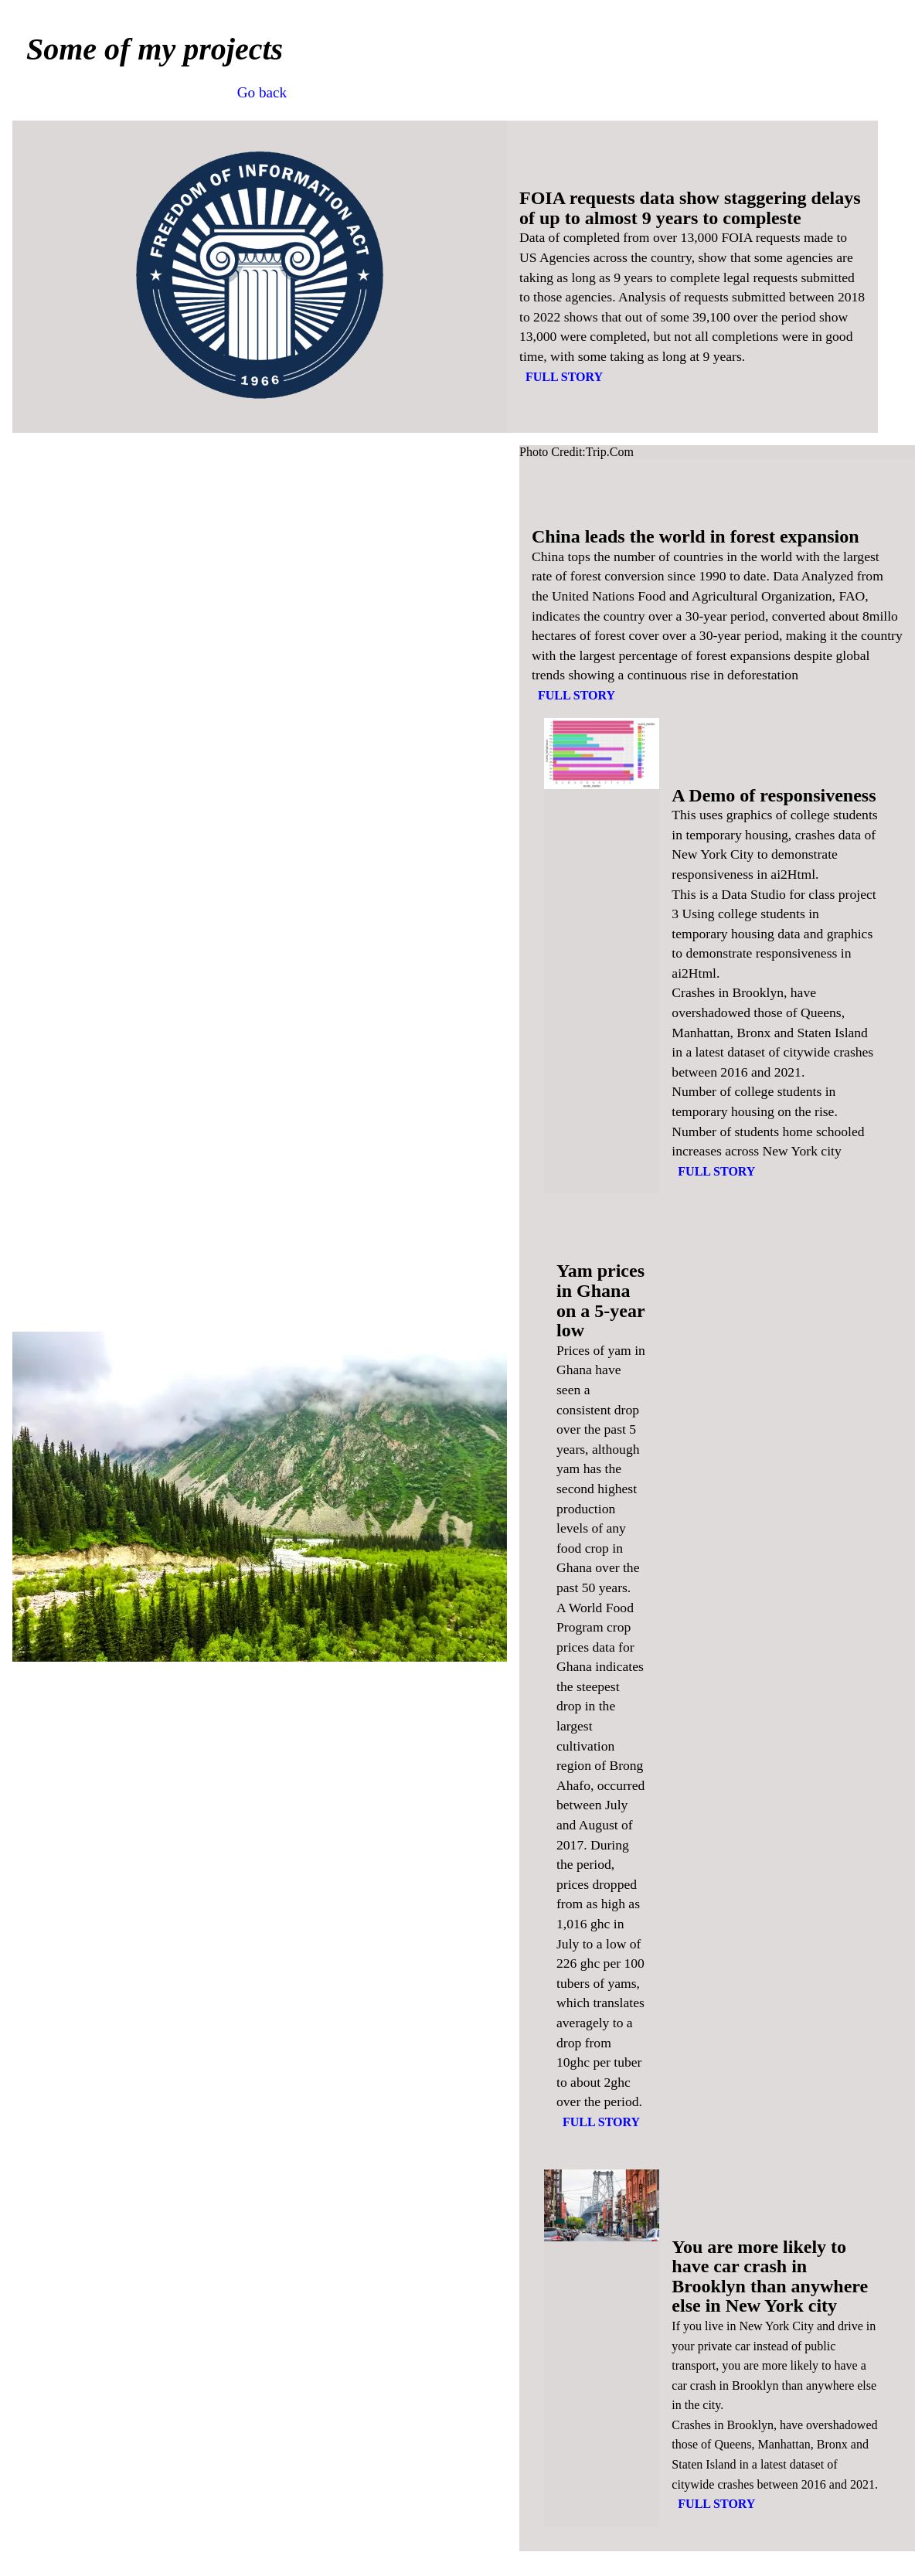 Some of my projects
Go back
FREEDOM OF INFORMATION ACT
1966
FOIA requests data show staggering delays
of up to almost 9 years to compleste
Data of completed from over 13,000 FOIA requests made to
US Agencies across the country, show that some agencies are
taking as long as 9 years to complete legal requests submitted
to those agencies. Analysis of requests submitted between 2018
to 2022 shows that out of some 39,100 over the period show
13,000 were completed, but not all completions were in good
time, with some taking as long at 9 years.
FULL STORY
Photo Credit:Trip.Com
China leads the world in forest expansion
China tops the number of countries in the world with the largest
rate of forest conversion since 1990 to date. Data Analyzed from
the United Nations Food and Agricultural Organization, FAO,
indicates the country over a 30-year period, converted about 8millo
hectares of forest cover over a 30-year period, making it the country
with the largest percentage of forest expansions despite global
trends showing a continuous rise in deforestation
FULL STORY
A Demo of responsiveness
This uses graphics of college students
in temporary housing, crashes data of
New York City to demonstrate
responsiveness in ai2Html.
This is a Data Studio for class project
3 Using college students in
temporary housing data and graphics
to demonstrate responsiveness in
ai2Html.
Crashes in Brooklyn, have
overshadowed those of Queens,
Manhattan, Bronx and Staten Island
in a latest dataset of citywide crashes
between 2016 and 2021.
Number of college students in
temporary housing on the rise.
Number of students home schooled
increases across New York city
FULL STORY
Yam prices
in Ghana
on a 5-year
low
Prices of yam in
Ghana have
seen a
consistent drop
over the past 5
years, although
yam has the
second highest
production
levels of any
food crop in
Ghana over the
past 50 years.
A World Food
Program crop
prices data for
Ghana indicates
the steepest
drop in the
largest
cultivation
region of Brong
Ahafo, occurred
between July
and August of
2017. During
the period,
prices dropped
from as high as
1,016 ghc in
July to a low of
226 ghc per 100
tubers of yams,
which translates
averagely to a
drop from
10ghc per tuber
to about 2ghc
over the period.
FULL STORY
You are more likely to
have car crash in
Brooklyn than anywhere
else in New York city
If you live in New York City and drive in
your private car instead of public
transport, you are more likely to have a
car crash in Brooklyn than anywhere else
in the city.
Crashes in Brooklyn, have overshadowed
those of Queens, Manhattan, Bronx and
Staten Island in a latest dataset of
citywide crashes between 2016 and 2021.
FULL STORY